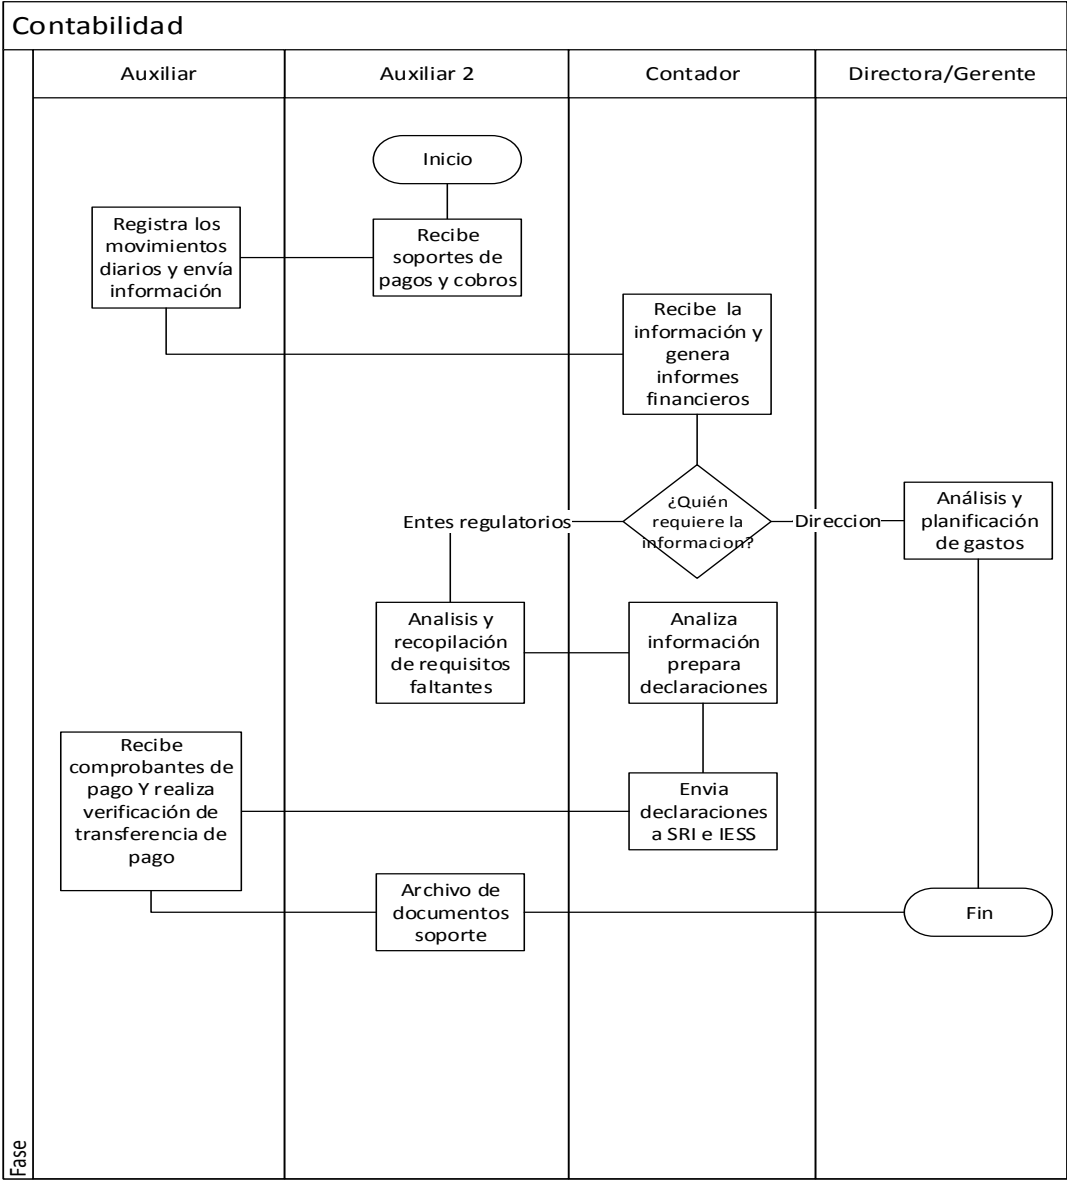 Contabilidad
Auxiliar
Auxiliar 2
Contador
Directora/Gerente
Inicio
Registra los
movimientos
diarios y envía
información
Recibe
soportes de
pagos y cobros
Recibe la
información y
genera
informes
financieros
¿Quién
requiere la
informacion?
Entes regulatorios
Direccion
Análisis y
planificación
de gastos
Analisis y
recopilación
de requisitos
faltantes
Analiza
información
prepara
declaraciones
Recibe
comprobantes de
pago Y realiza
verificación de
transferencia de
pago
Envia
declaraciones
a SRI e IESS
Archivo de
documentos
soporte
Fin
Fase